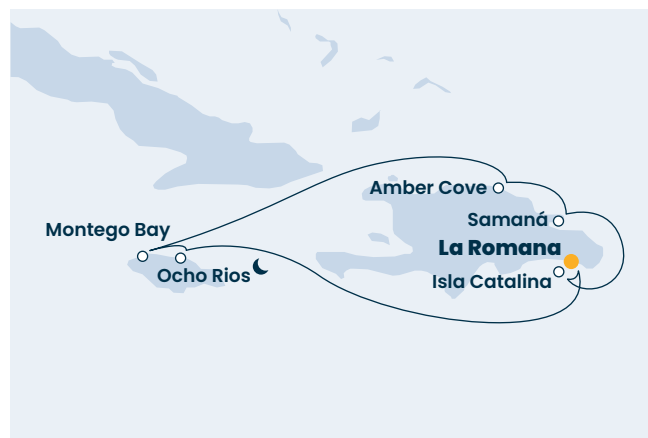 Amber Cove
Samaná
Montego Bay
La Romana
Ocho Rios
Isla Catalina